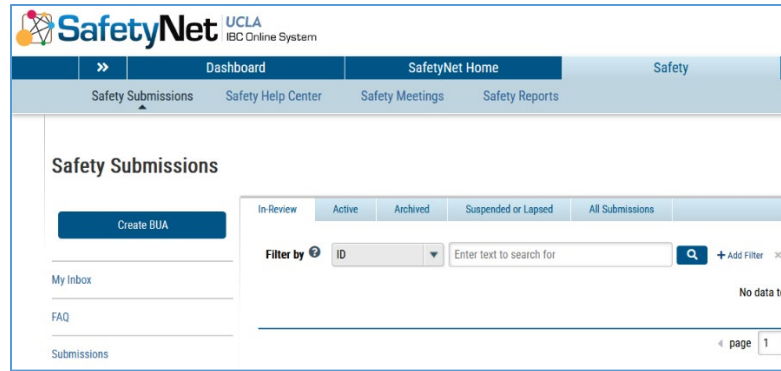 SafetyNet UCLA
IBC Online System
» Dashboard SafetyNet Home Safety
Safety Submissions Safety Help Center Safety Meetings Safety Reports
Safety Submissions
Create BUA
My Inbox
FAQ
Submissions
In-Review Active Archived Suspended or Lapsed All Submissions
Filter by ? ID Enter text to search for + Add Filter ×
No data t
page 1